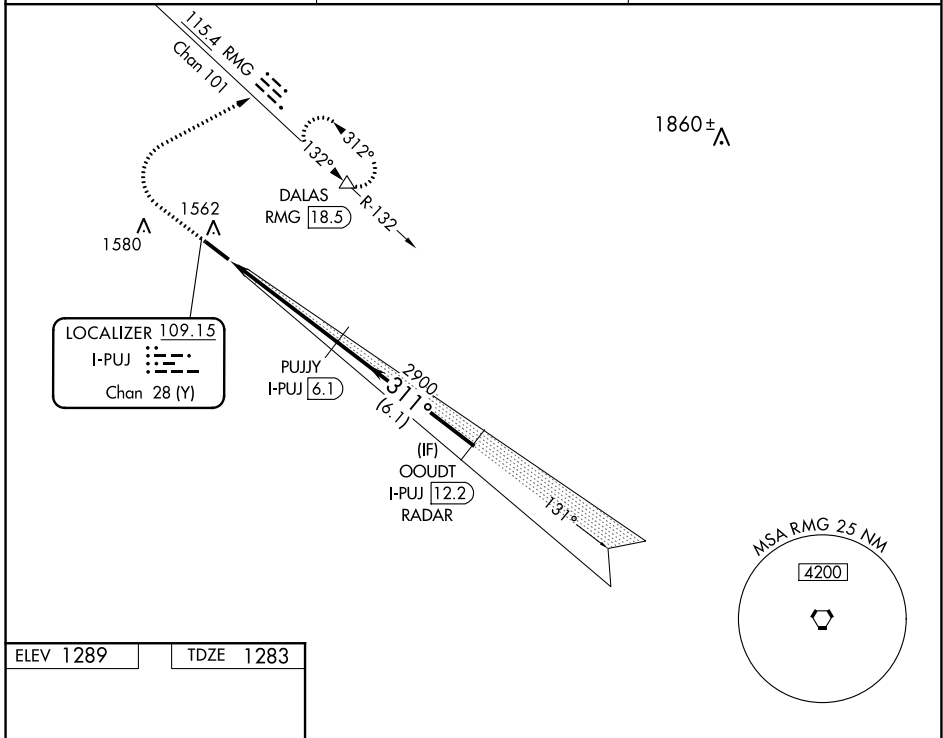 115.4 RMG
Chan 101
312°
132°
DALAS
RMG 18.5
R-132
1860±
1562
1580
LOCALIZER 109.15
I-PUJ
Chan 28 (Y)
PUJJY
I-PUJ 6.1
2900
311°
(6.1)
(IF)
OOUDT
I-PUJ 12.2
RADAR
131°
MSA RMG 25 NM
4200
ELEV 1289
TDZE 1283